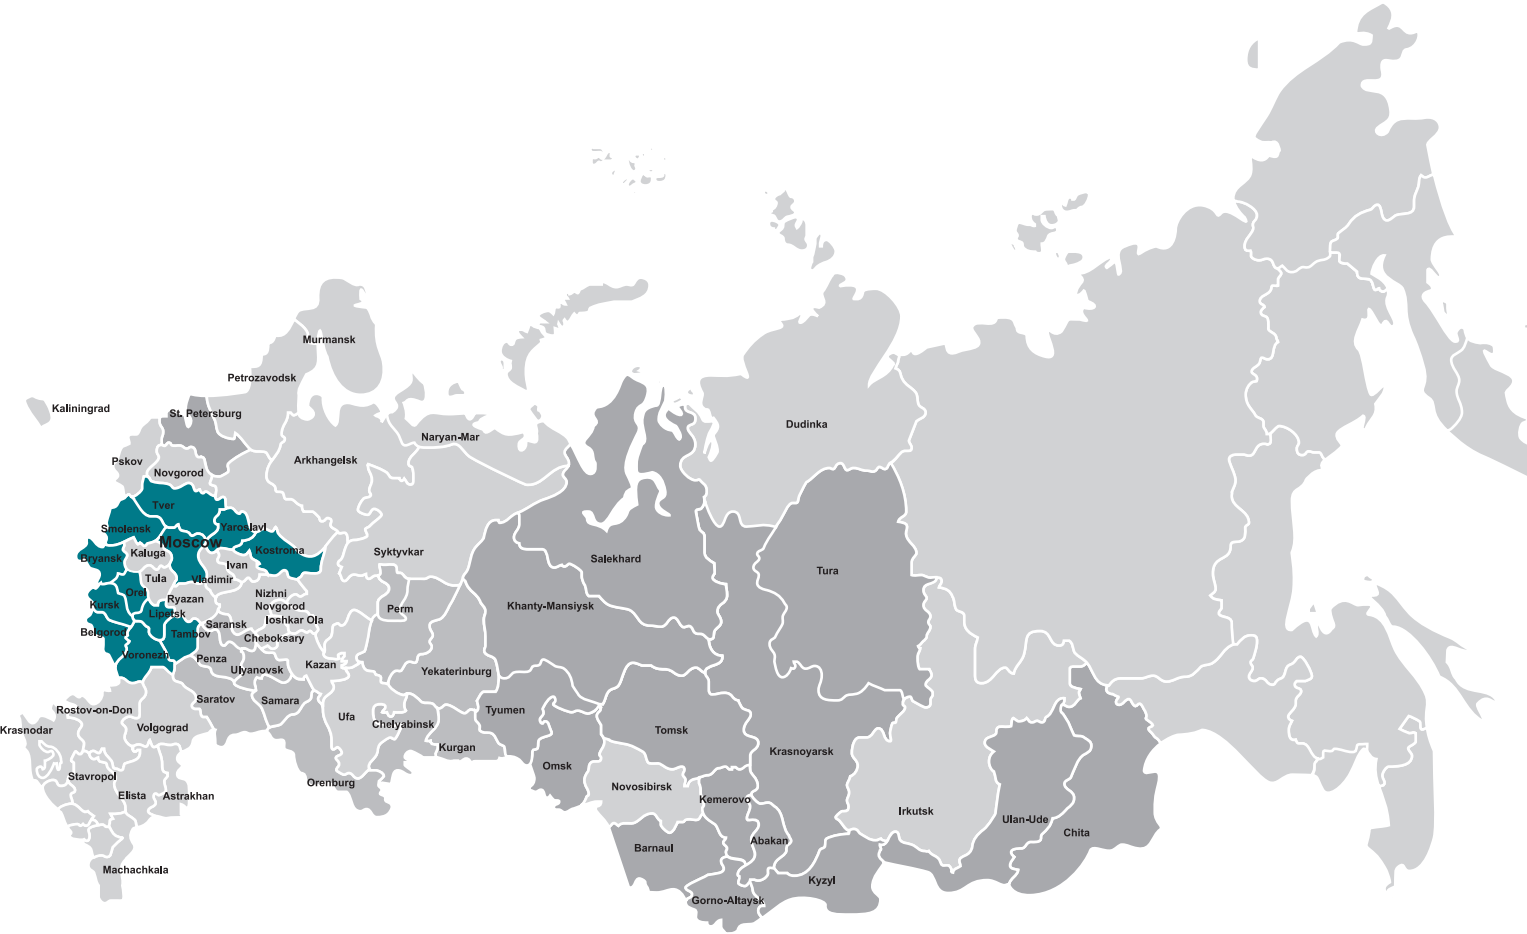 Murmansk
Petrozavodsk
Kaliningrad
St. Petersburg
Dudinka
Naryan-Mar
Arkhangelsk
Pskov
Novgorod
Tver
Smolensk
Yaroslavl
Moscow
Kostroma
Kaluga
Syktyvkar
Bryansk
Salekhard
Ivan
Tura
Tula
Vladimir
Orel
Nizhni
Novgorod
Ryazan
Kursk
Khanty-Mansiysk
Perm
Lipetsk
Ioshkar Ola
Saransk
Belgorod
Tambov
Cheboksary
Voronezh
Penza
Kazan
Ulyanovsk
Yekaterinburg
Saratov
Samara
Rostov-on-Don
Tyumen
Ufa
Chelyabinsk
Volgograd
Krasnodar
Tomsk
Kurgan
Krasnoyarsk
Omsk
Stavropol
Orenburg
Novosibirsk
Elista
Astrakhan
Kemerovo
Irkutsk
Ulan-Ude
Chita
Abakan
Barnaul
Machachkala
Kyzyl
Gorno-Altaysk